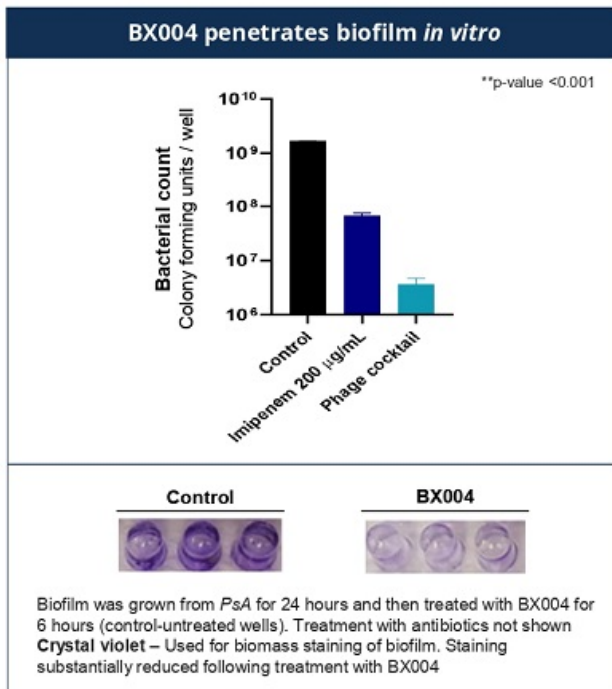 BX004 penetrates biofilm in vitro
**p-value <0.001
Bacterial count
Colony forming units / well
10¹⁰
10⁹
10⁸
10⁷
10⁶
Control
Imipenem 200 μg/mL
Phage cocktail
Control
BX004
Biofilm was grown from PsA for 24 hours and then treated with BX004 for
6 hours (control-untreated wells). Treatment with antibiotics not shown
Crystal violet – Used for biomass staining of biofilm. Staining
substantially reduced following treatment with BX004